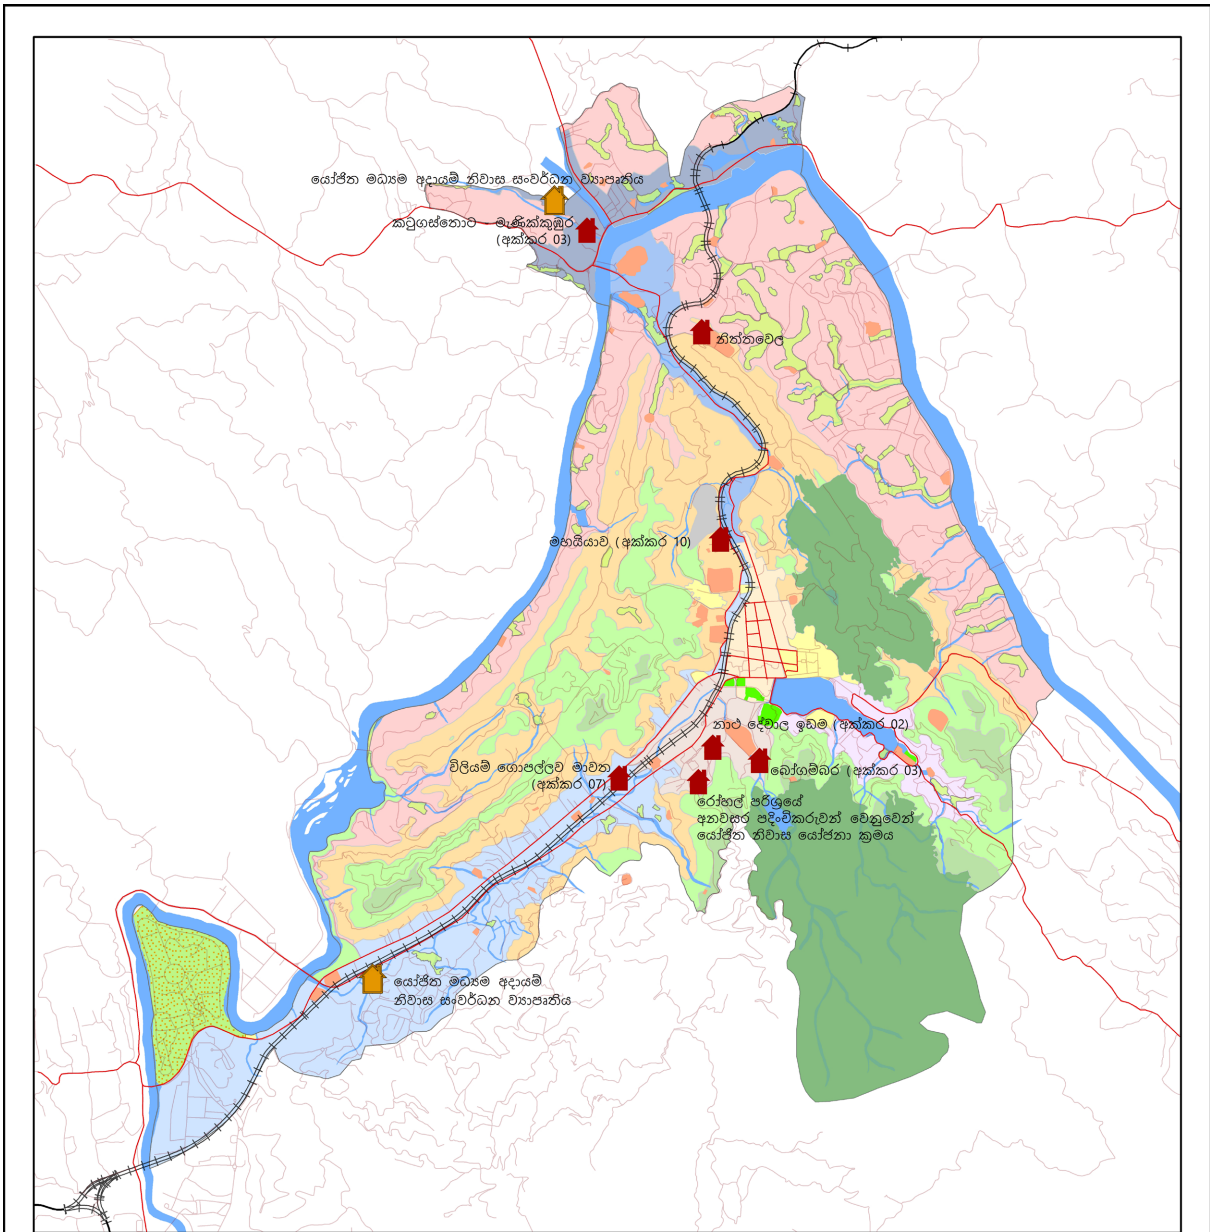 යෝජිත මධ්‍යම අදායම් නිවාස සංවර්ධන ව්‍යාපෘතිය
කටුගස්තොට - මැණික්කුඹුර
(අක්කර 03)
නිත්තවෙල
මහයියාව (අක්කර 10)
නාථ දේවාල ඉඩම (අක්කර 02)
විලියම් ගොපල්ලව මාවත
(අක්කර 07)
බෝගම්බර (අක්කර 03)
රෝහල් පරිශ්‍රයේ
අනවසර පදිංචිකරුවන් වෙනුවෙන්
යෝජිත නිවාස යෝජනා ක්‍රමය
යෝජිත මධ්‍යම අදායම්
නිවාස සංවර්ධන ව්‍යාපෘතිය